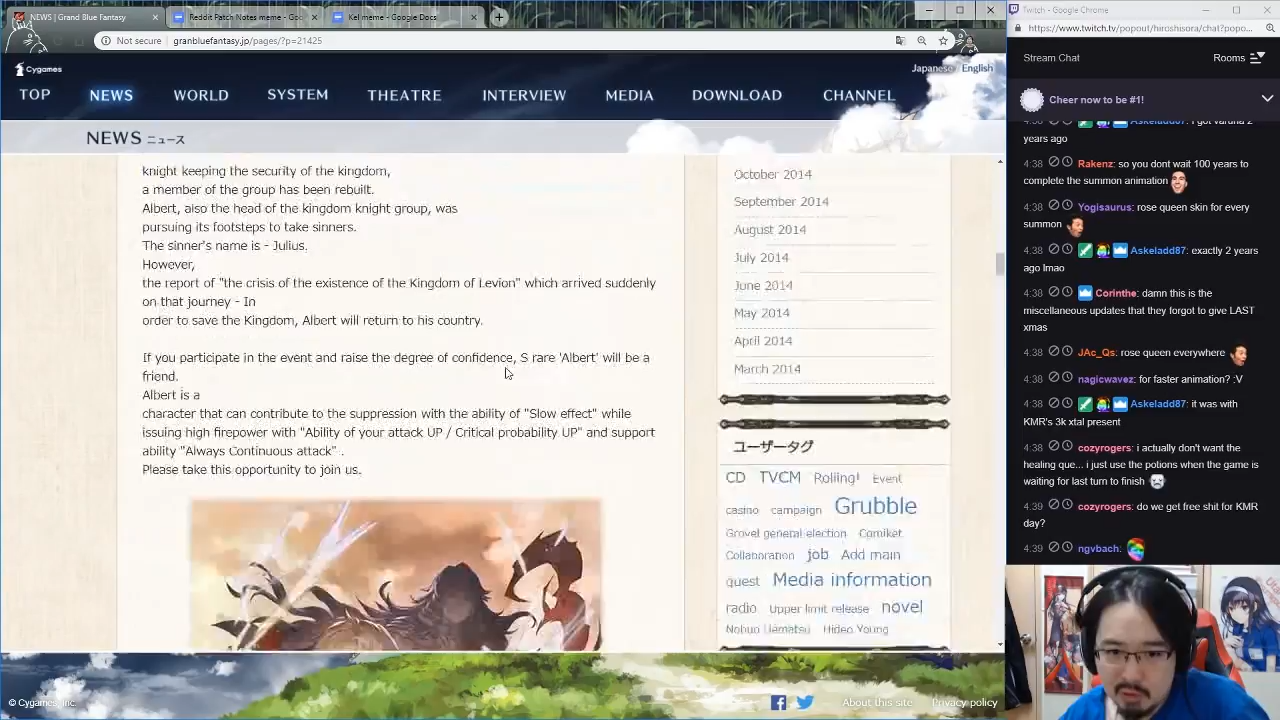 NEWS | Grand Blue Fantasy
Reddit Patch Notes meme - Goo
Kel meme - Google Docs
Twitch - Google Chrome
Not secure
granbluefantasy.jp/pages/?p=21425
https://www.twitch.tv/popout/hiroshisora/chat?popo...
Cygames
Japanese
English
TOP
NEWS
WORLD
SYSTEM
THEATRE
INTERVIEW
MEDIA
DOWNLOAD
CHANNEL
NEWS ニュース
knight keeping the security of the kingdom,
a member of the group has been rebuilt.
Albert, also the head of the kingdom knight group, was
pursuing its footsteps to take sinners.
The sinner's name is - Julius.
However,
the report of "the crisis of the existence of the Kingdom of Levion" which arrived suddenly
on that journey - In
order to save the Kingdom, Albert will return to his country.
If you participate in the event and raise the degree of confidence, S rare 'Albert' will be a
friend.
Albert is a
character that can contribute to the suppression with the ability of "Slow effect" while
issuing high firepower with "Ability of your attack UP / Critical probability UP" and support
ability "Always Continuous attack" .
Please take this opportunity to join us.
October 2014
September 2014
August 2014
July 2014
June 2014
May 2014
April 2014
March 2014
ユーザータグ
CD TVCM Rolling! Event
casino campaign Grubble
Grovel general election Comiket
Collaboration job Add main
quest Media information
radio Upper limit release novel
Nobuo Uematsu Hideo Young
© Cygames, Inc.
About this site
Privacy policy
Stream Chat
Rooms
Cheer now to be #1!
4:38 Askeladd87: i got varuna 2
years ago
4:38 Rakenz: so you dont wait 100 years to
complete the summon animation
4:38 Yogisaurus: rose queen skin for every
summon
4:38 Askeladd87: exactly 2 years
ago lmao
4:38 Corinthe: damn this is the
miscellaneous updates that they forgot to give LAST
xmas
4:38 JAc_Qs: rose queen everywhere
4:38 nagicwavez: for faster animation? :V
4:38 Askeladd87: it was with
KMR's 3k xtal present
4:38 cozyrogers: i actually don't want the
healing que... i just use the potions when the game is
waiting for last turn to finish
4:39 cozyrogers: do we get free shit for KMR
day?
4:39 ngvbach: